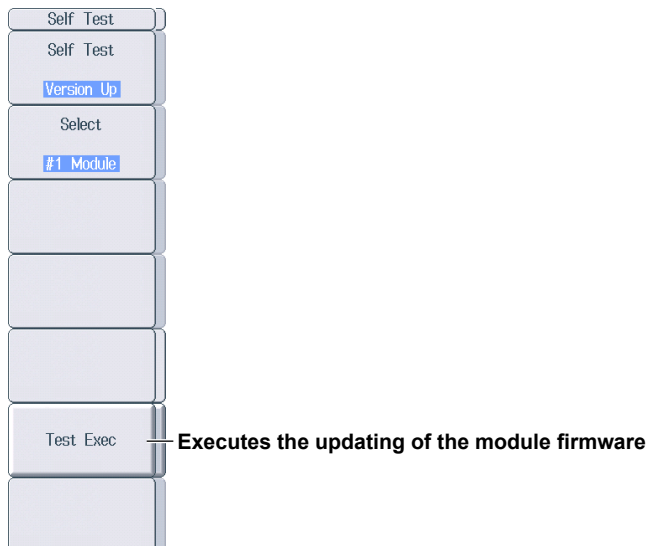 Self Test
Self Test
Version Up
Select
#1 Module
Test Exec
Executes the updating of the module firmware